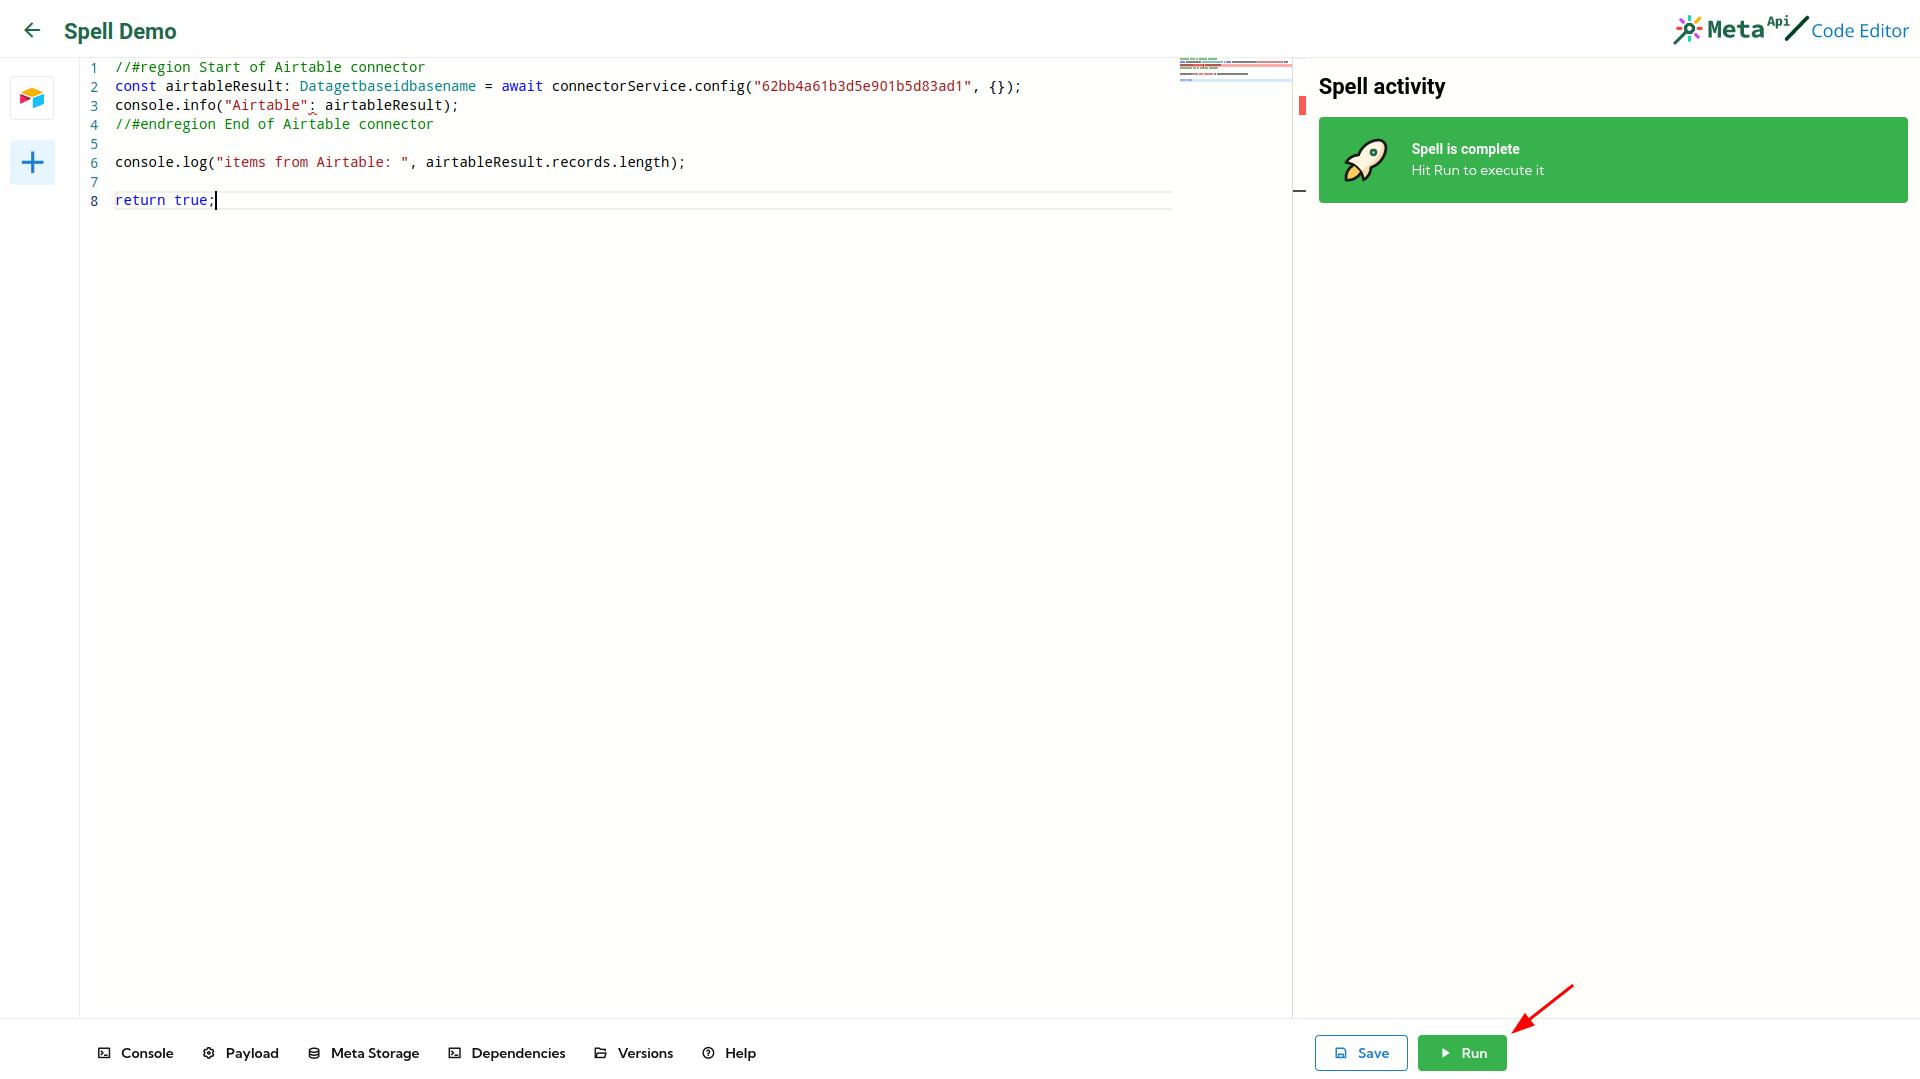 Spell Demo
MetaApi Code Editor
1 //#region Start of Airtable connector
2 const airtableResult: Datagetbaseidbasename = await connectorService.config("62bb4a61b3d5e901b5d83ad1", {});
3 console.info("Airtable": airtableResult);
4 //#endregion End of Airtable connector
5
6 console.log("items from Airtable: ", airtableResult.records.length);
7
8 return true;
Spell activity
Spell is complete
Hit Run to execute it
Console Payload Meta Storage Dependencies Versions Help
Save Run